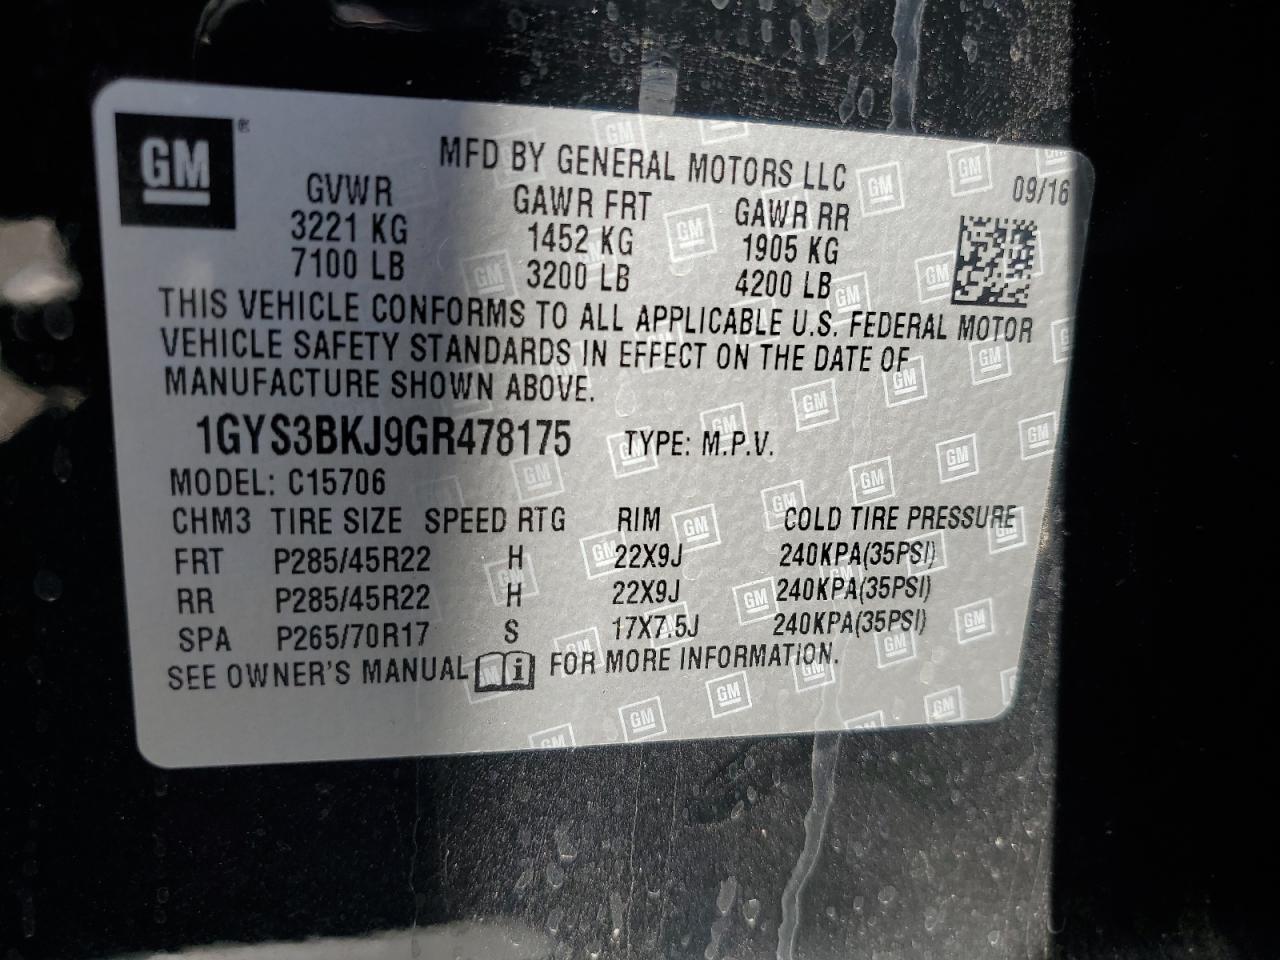 GM
MFD BY GENERAL MOTORS LLC
09/16
GVWR GAWR FRT GAWR RR
3221 KG 1452 KG 1905 KG
7100 LB 3200 LB 4200 LB
THIS VEHICLE CONFORMS TO ALL APPLICABLE U.S. FEDERAL MOTOR
VEHICLE SAFETY STANDARDS IN EFFECT ON THE DATE OF
MANUFACTURE SHOWN ABOVE.
1GYS3BKJ9GR478175 TYPE: M.P.V.
MODEL: C15706
CHM3 TIRE SIZE SPEED RTG RIM COLD TIRE PRESSURE
FRT P285/45R22 H 22X9J 240KPA(35PSI)
RR P285/45R22 H 22X9J 240KPA(35PSI)
SPA P265/70R17 S 17X7.5J 240KPA(35PSI)
SEE OWNER'S MANUAL i FOR MORE INFORMATION.